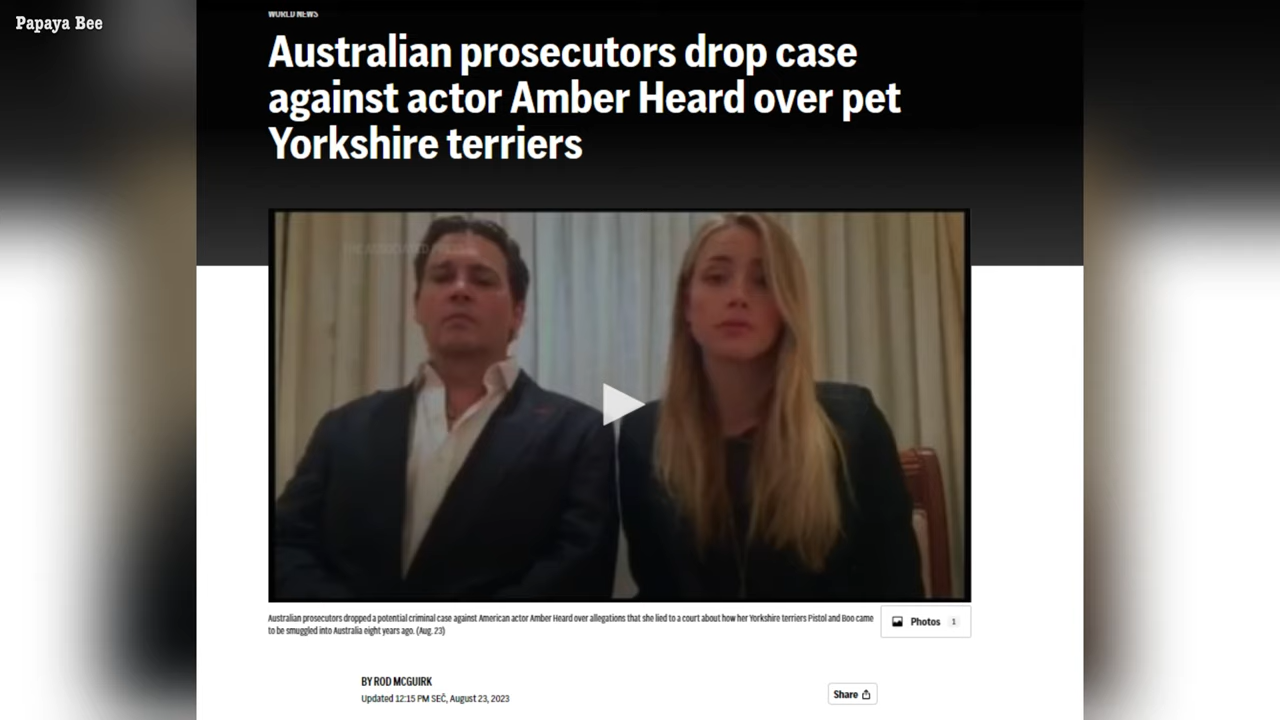 Papaya Bee
WORLD NEWS
Australian prosecutors drop case
against actor Amber Heard over pet
Yorkshire terriers
Australian prosecutors dropped a potential criminal case against American actor Amber Heard over allegations that she lied to a court about how her Yorkshire terriers Pistol and Boo came
to be smuggled into Australia eight years ago. (Aug. 23)
Photos 1
BY ROD MCGUIRK
Updated 12:15 PM SEČ, August 23, 2023
Share